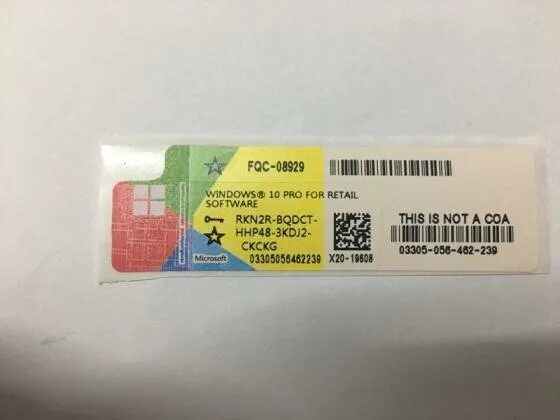 FQC-08929
WINDOWS® 10 PRO FOR RETAIL
SOFTWARE
RKN2R-BQDCT-
HHP48-3KDJ2-
CKCKG
Microsoft
03305056462239
X20-19608
THIS IS NOT A COA
03305-056-462-239